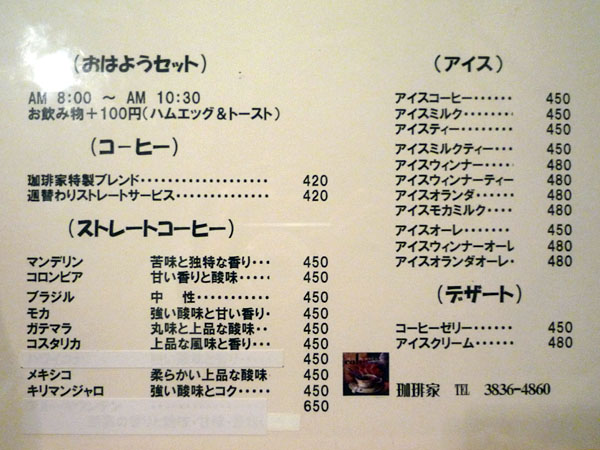 (おはようセット)
AM 8:00 ～ AM 10:30
お飲み物＋100円(ハムエッグ＆トースト)
(コーヒー)
珈琲家特製ブレンド・・・・・・・・・・・・・・・・・・・ 420
週替わりストレートサービス・・・・・・・・・・・・・・ 420
(ストレートコーヒー)
マンデリン 苦味と独特な香り・・・ 450
コロンビア 甘い香りと酸味・・・・・ 450
ブラジル 中 性・・・・・・・・・・・ 450
モカ 強い酸味と甘い香り・ 450
ガテマラ 丸味と上品な酸味・・ 450
コスタリカ 上品な風味と香り・・・ 450
450
メキシコ 柔らかい上品な酸味 450
キリマンジャロ 強い酸味とコク・・・・・ 450
650
(アイス)
アイスコーヒー・・・・・・ 450
アイスミルク・・・・・・・・ 450
アイスティー・・・・・・・・ 450
アイスミルクティー・・・ 450
アイスウィンナー・・・・・・ 480
アイスウィンナーティー 480
アイスオランダ・・・・・・ 480
アイスモカミルク・・・・ 480
アイスオーレ・・・・・・・ 450
アイスウィンナーオーレ 480
アイスオランダオーレ・ 480
(デザート)
コーヒーゼリー・・・・・・ 450
アイスクリーム・・・・・・ 480
珈琲家 TEL 3836-4860